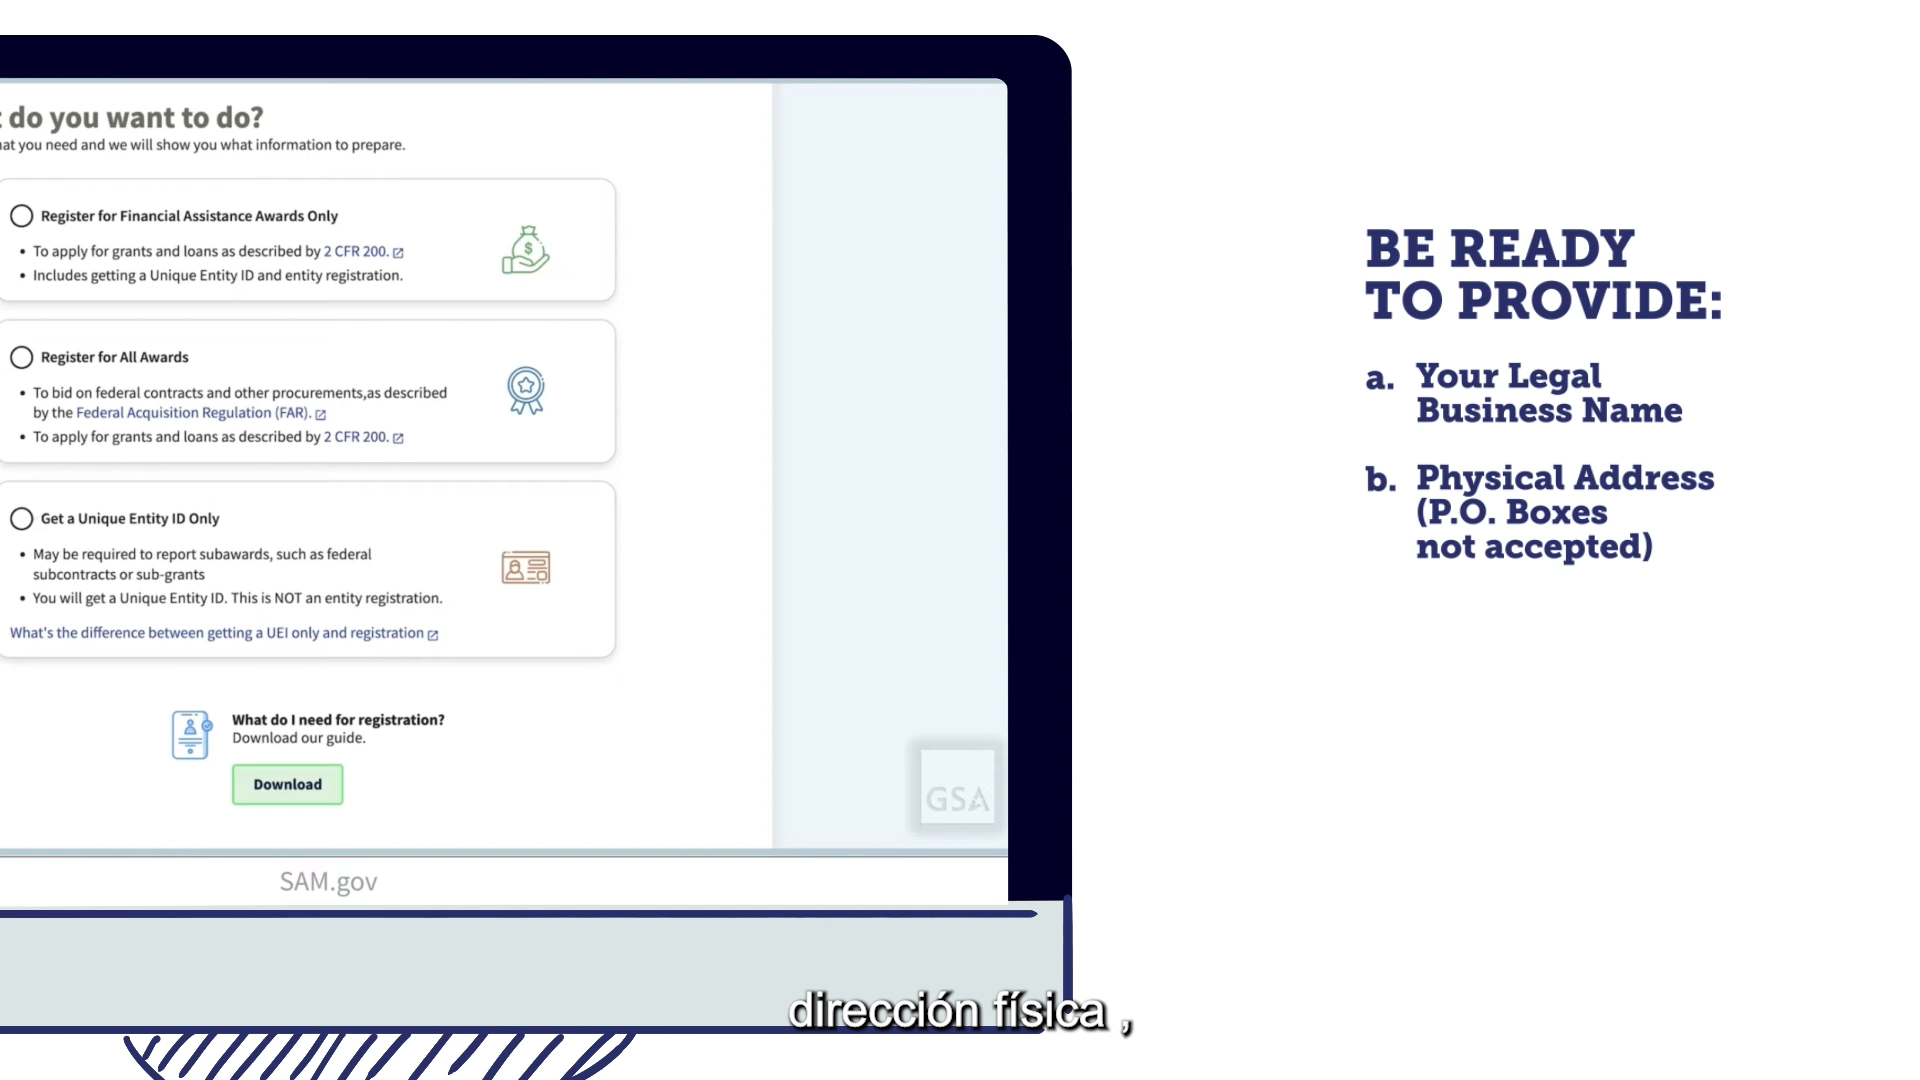 do you want to do?
at you need and we will show you what information to prepare.
Register for Financial Assistance Awards Only
• To apply for grants and loans as described by 2 CFR 200.
• Includes getting a Unique Entity ID and entity registration.
Register for All Awards
• To bid on federal contracts and other procurements,as described
by the Federal Acquisition Regulation (FAR).
• To apply for grants and loans as described by 2 CFR 200.
Get a Unique Entity ID Only
• May be required to report subawards, such as federal
subcontracts or sub-grants
• You will get a Unique Entity ID. This is NOT an entity registration.
What's the difference between getting a UEI only and registration
What do I need for registration?
Download our guide.
Download
GSA
SAM.gov
BE READY
TO PROVIDE:
a. Your Legal
Business Name
b. Physical Address
(P.O. Boxes
not accepted)
dirección física ,